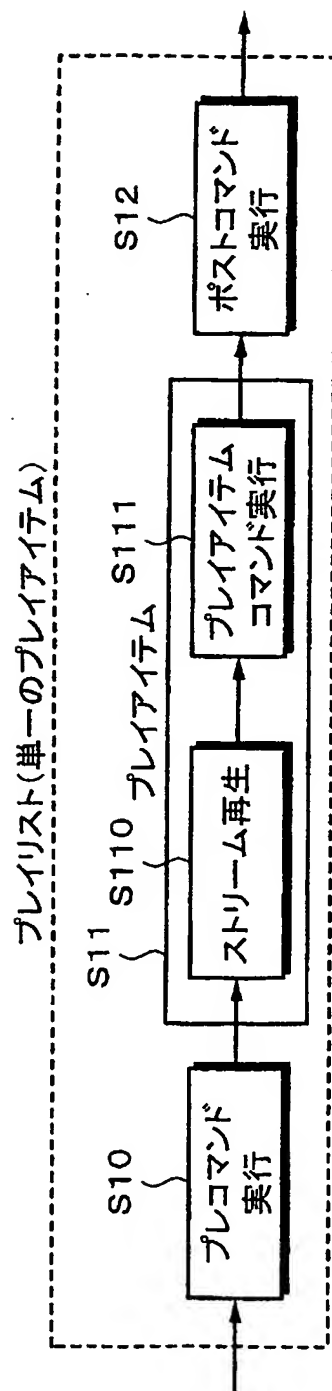 プレイリスト(単一のプレイアイテム)
S10
プレコマンド
実行
S11
プレイアイテム
S110
ストリーム再生
S111
プレイアイテム
コマンド実行
S12
ポストコマンド
実行